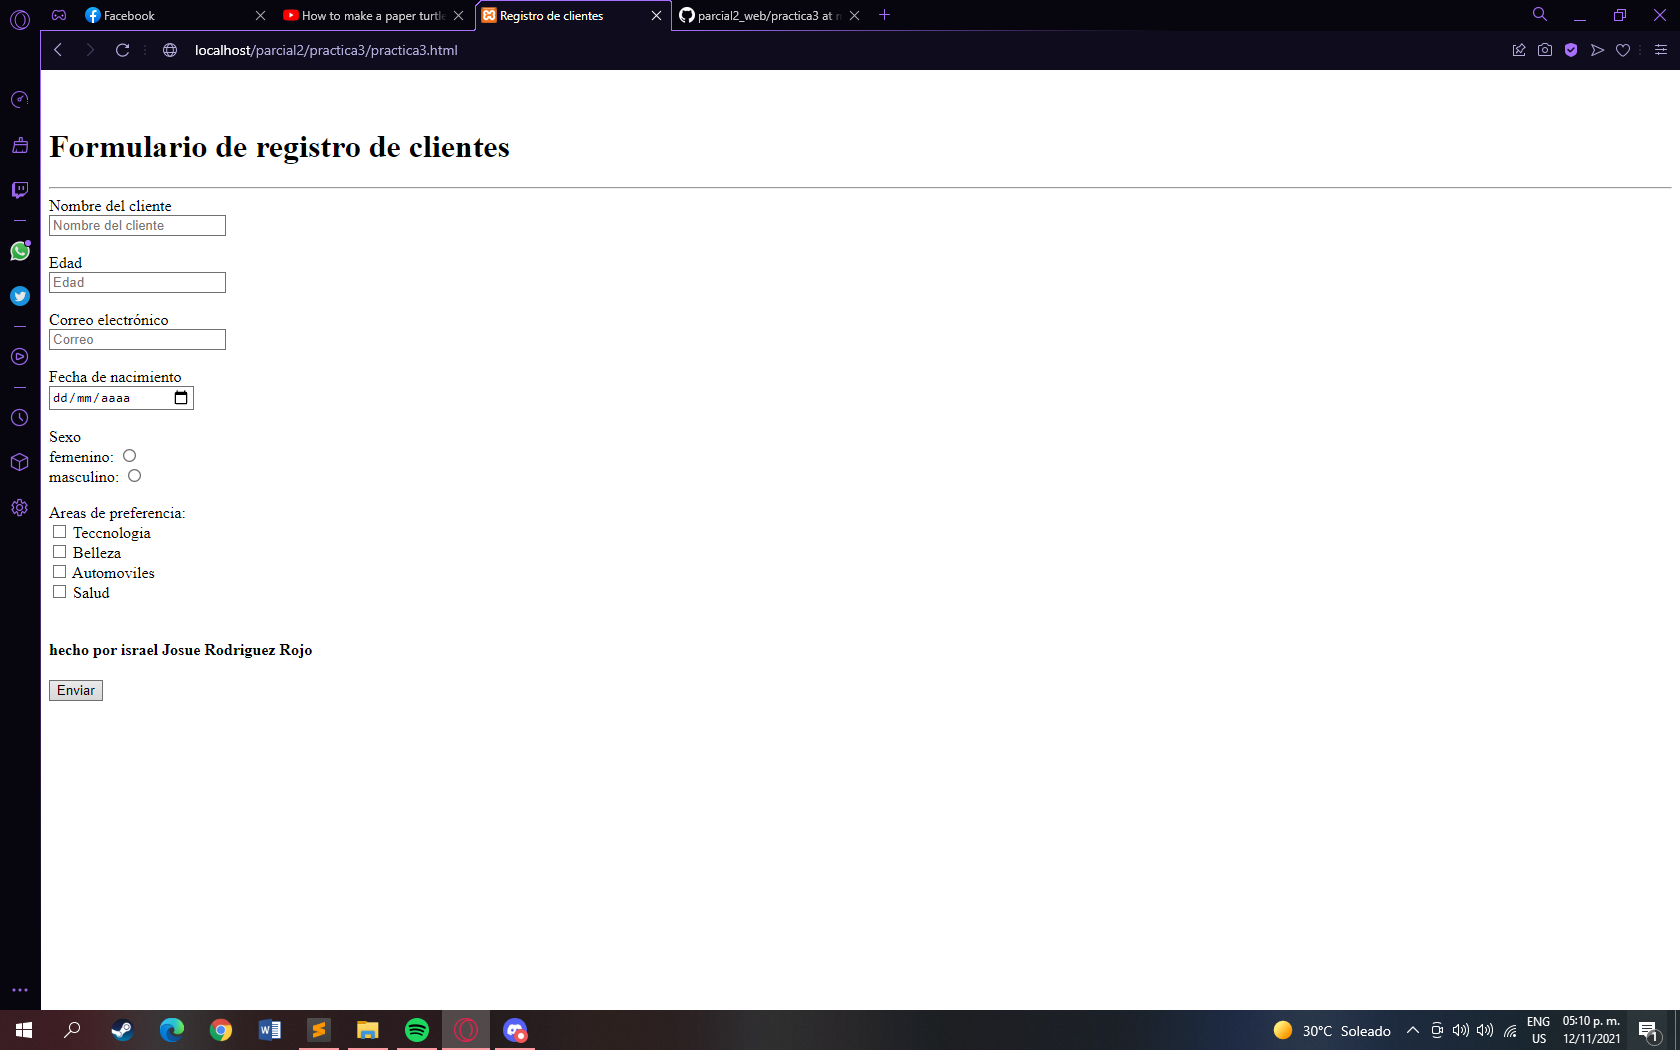 Facebook
How to make a paper turtle
Registro de clientes
parcial2_web/practica3 at m
localhost/parcial2/practica3/practica3.html
Formulario de registro de clientes
Nombre del cliente
Nombre del cliente
Edad
Edad
Correo electrónico
Correo
Fecha de nacimiento
dd/mm/aaaa
Sexo
femenino:
masculino:
Areas de preferencia:
Teccnologia
Belleza
Automoviles
Salud
hecho por israel Josue Rodriguez Rojo
Enviar
30°C Soleado
ENG
US
05:10 p. m.
12/11/2021
1